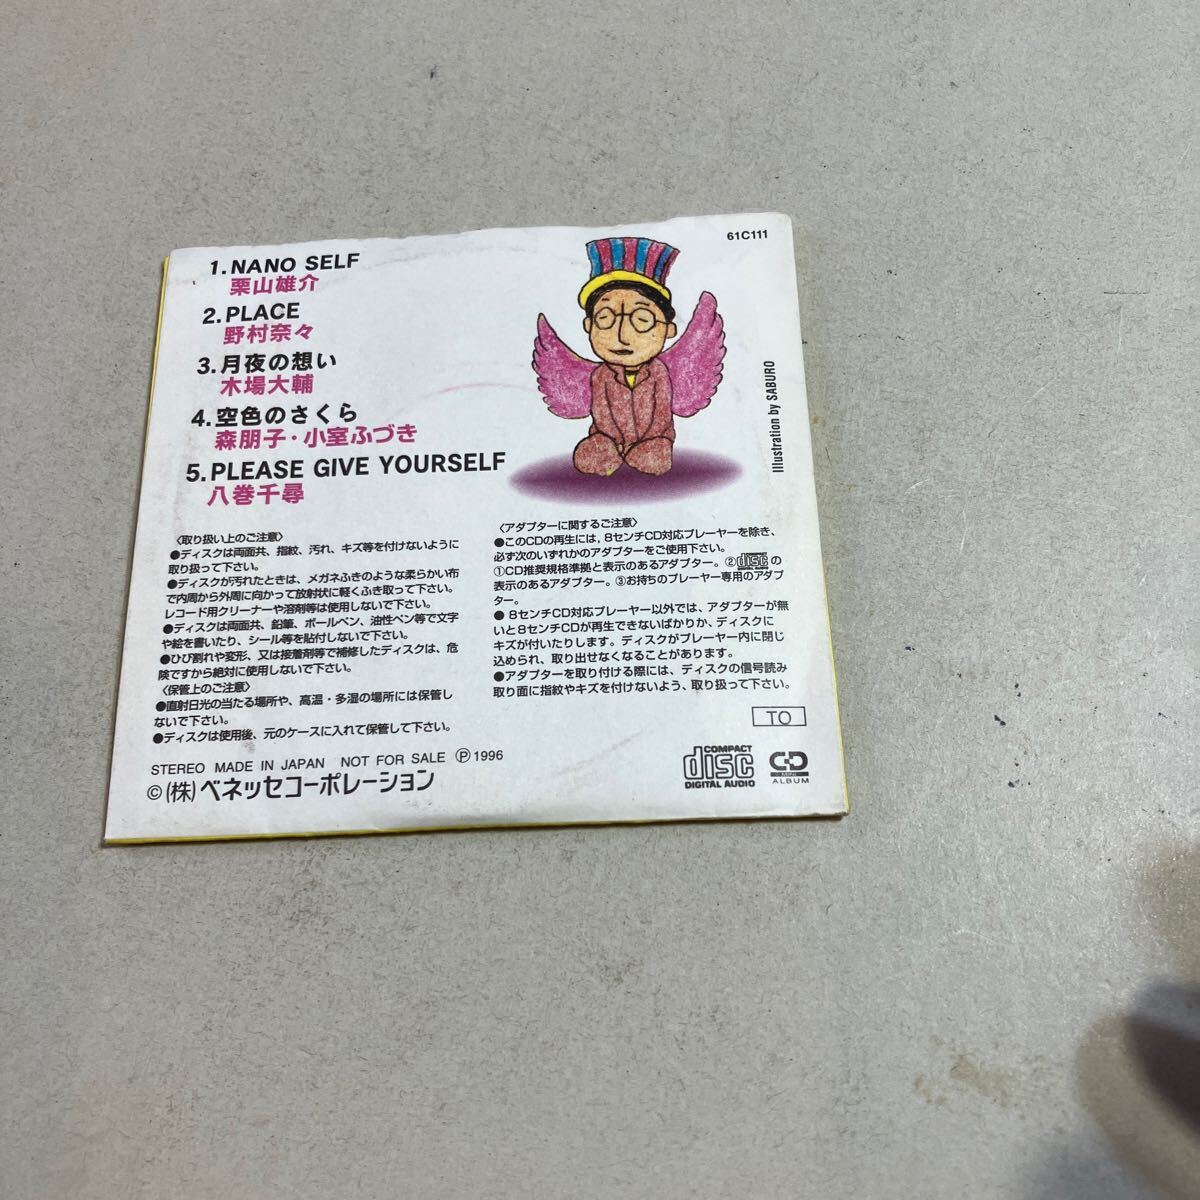 61C111
1.NANO SELF
栗山雄介
2.PLACE
野村奈々
3.月夜の想い
木場大輔
4.空色のさくら
森朋子・小室ふづき
5.PLEASE GIVE YOURSELF
八巻千尋
Illustration by SABURO
〈取り扱い上のご注意〉
●ディスクは両面共、指紋、汚れ、キズ等を付けないように
取り扱って下さい。
●ディスクが汚れたときは、メガネふきのような柔らかい布
で内周から外周に向かって放射状に軽くふき取って下さい。
レコード用クリーナーや溶剤等は使用しないで下さい。
●ディスクは両面共、鉛筆、ボールペン、油性ペン等で文字
や絵を書いたり、シール等を貼付しないで下さい。
●ひび割れや変形、又は接着剤等で補修したディスクは、危
険ですから絶対に使用しないで下さい。
〈保管上のご注意〉
●直射日光の当たる場所や、高温・多湿の場所には保管し
ないで下さい。
●ディスクは使用後、元のケースに入れて保管して下さい。
〈アダプターに関するご注意〉
●このCDの再生には,8センチCD対応プレーヤーを除き、
必ず次のいずれかのアダプターをご使用下さい。
①CD推奨規格準拠と表示のあるアダプター。②disc の
表示のあるアダプター。③お持ちのプレーヤー専用のアダプ
ター。
●8センチCD対応プレーヤー以外では、アダプターが無
いと8センチCDが再生できないばかりか、ディスクに
キズが付いたりします。ディスクがプレーヤー内に閉じ
込められ、取り出せなくなることがあります。
●アダプターを取り付ける際には、ディスクの信号読み
取り面に指紋やキズを付けないよう、取り扱って下さい。
TO
STEREO MADE IN JAPAN NOT FOR SALE Ⓟ1996
©(株)ベネッセコーポレーション
COMPACT
disc
DIGITAL AUDIO
CD
ALBUM